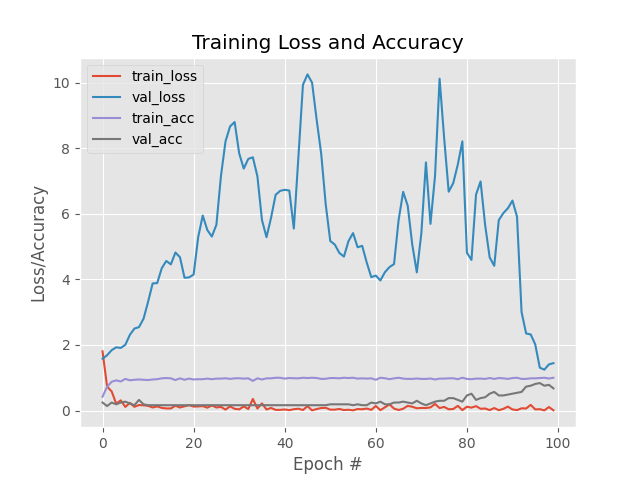 Training Loss and Accuracy
train_loss
val_loss
train_acc
val_acc
Loss/Accuracy
10
8
6
4
2
0
0 20 40 60 80 100
Epoch #